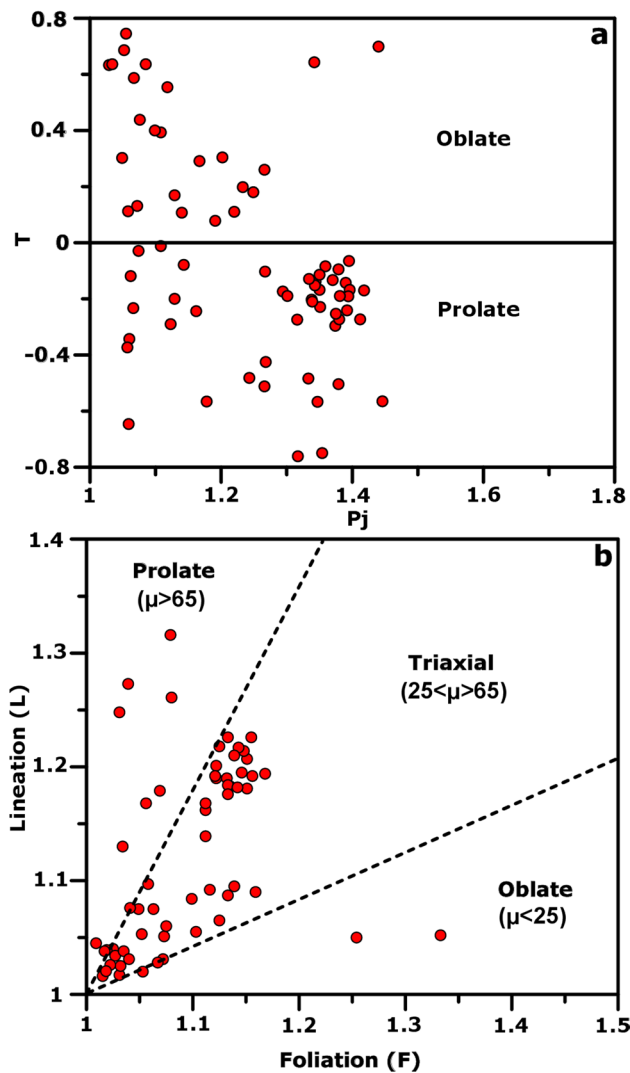 0.8
a
0.4
Oblate
T
0
Prolate
-0.4
-0.8
1
1.2
1.4
1.6
1.8
Pj
1.4
b
Prolate
(μ>65)
1.3
Triaxial
(25<μ>65)
Lineation (L)
1.2
1.1
Oblate
(μ<25)
1
1
1.1
1.2
1.3
1.4
1.5
Foliation (F)